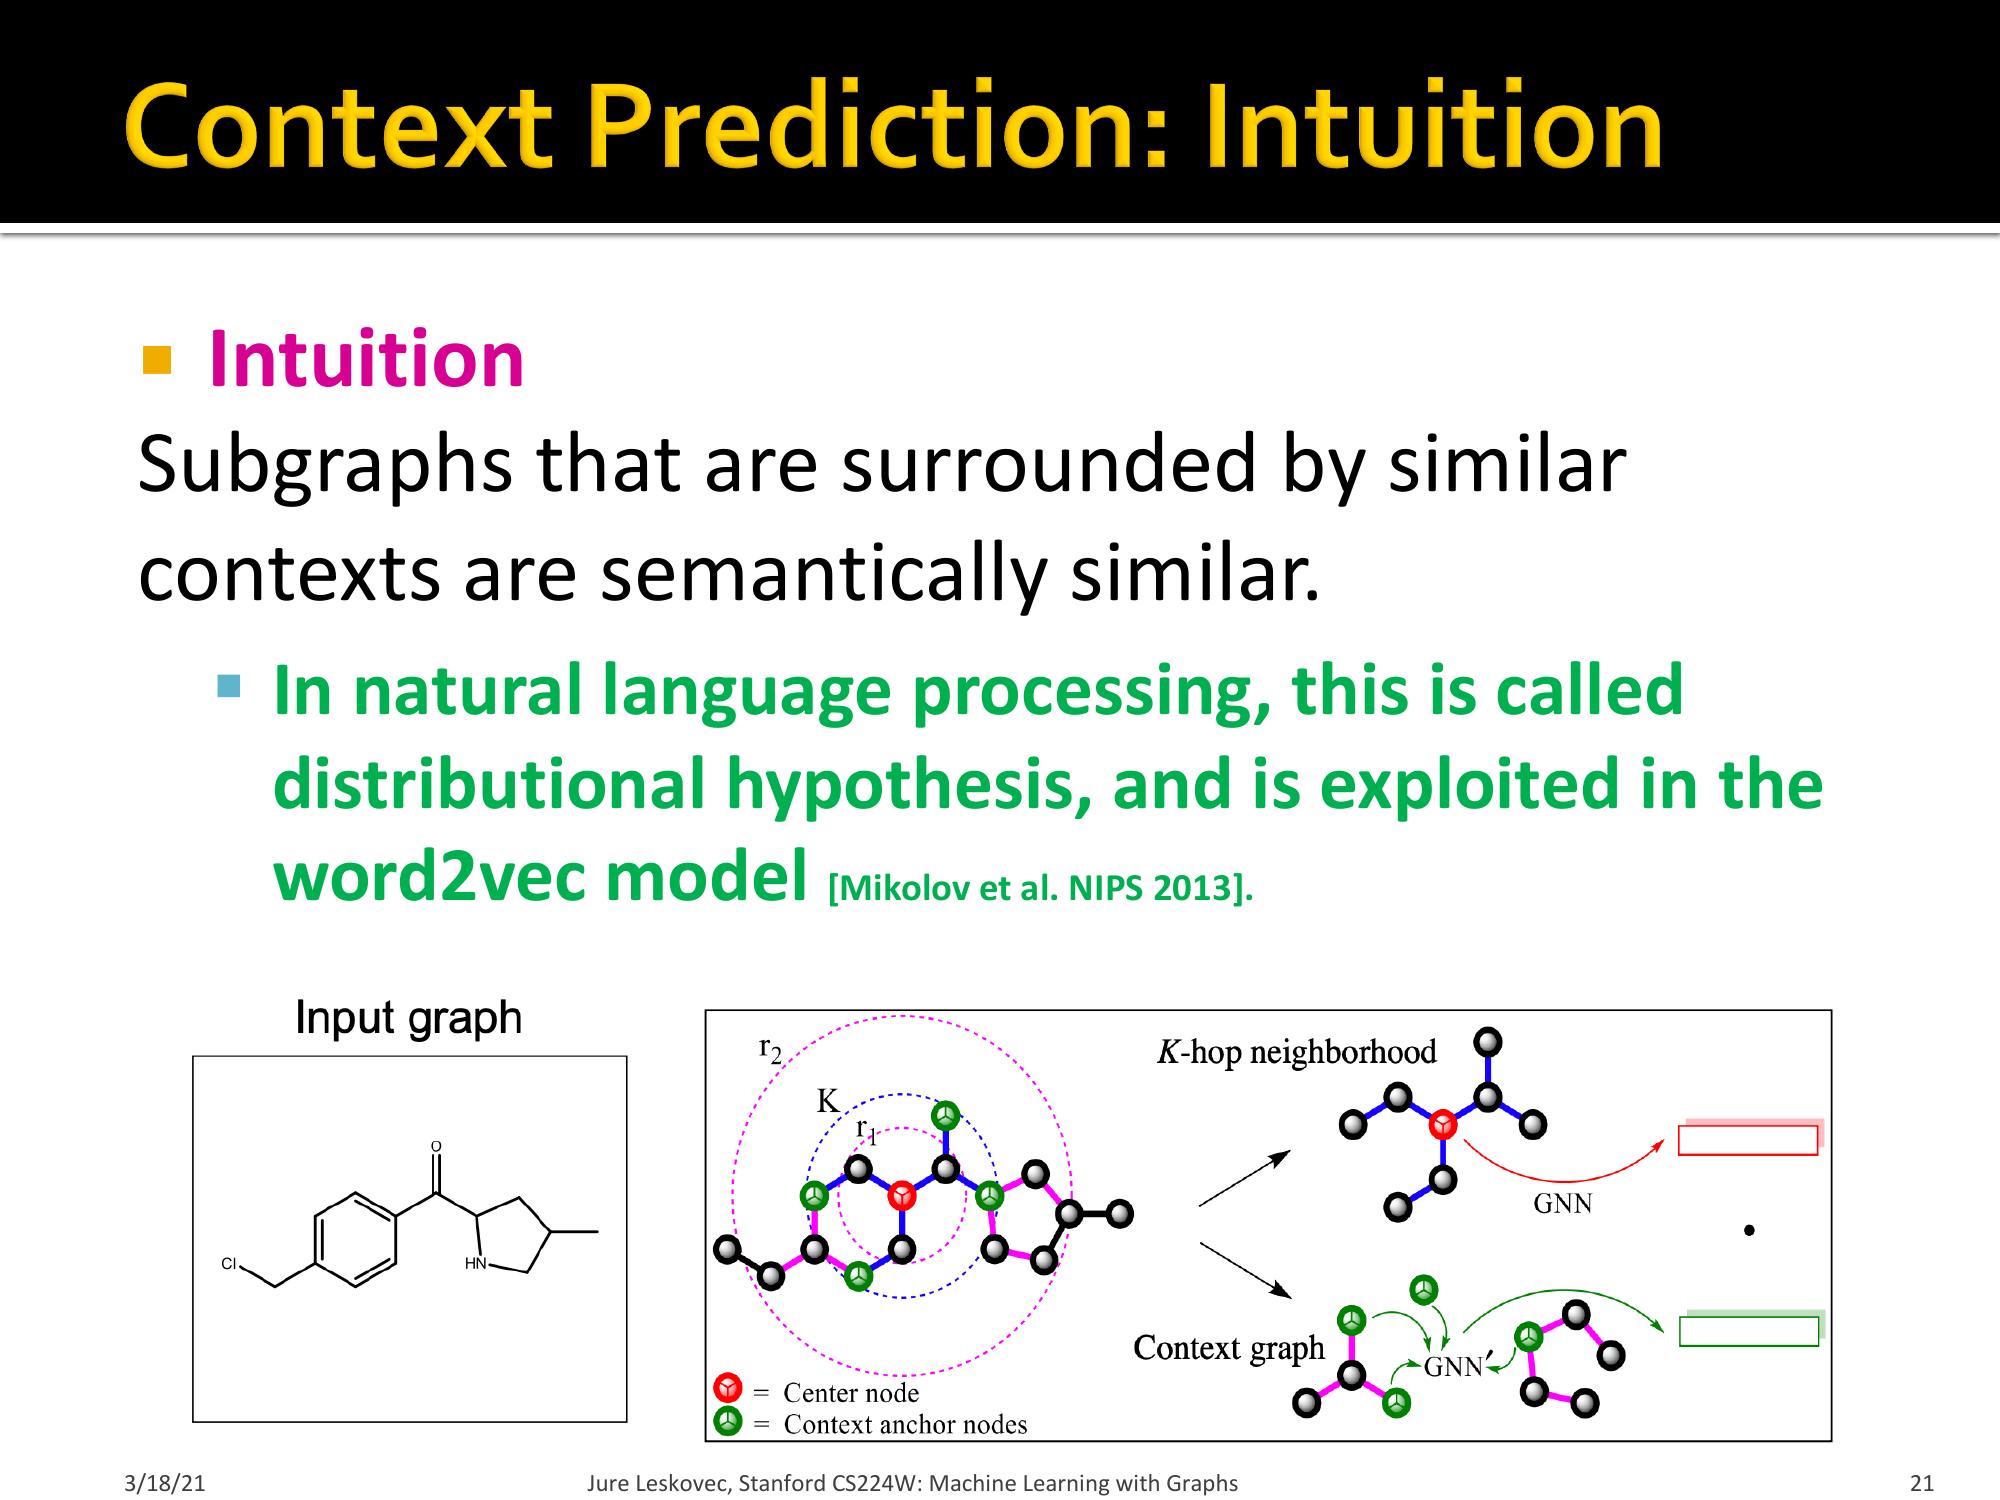 Context Prediction: Intuition
Intuition
Subgraphs that are surrounded by similar
contexts are semantically similar.
In natural language processing, this is called
distributional hypothesis, and is exploited in the
word2vec model [Mikolov et al. NIPS 2013].
Input graph
O
Cl
HN
r2
K
r1
K-hop neighborhood
GNN
Context graph
GNN′
= Center node
= Context anchor nodes
3/18/21
Jure Leskovec, Stanford CS224W: Machine Learning with Graphs
21